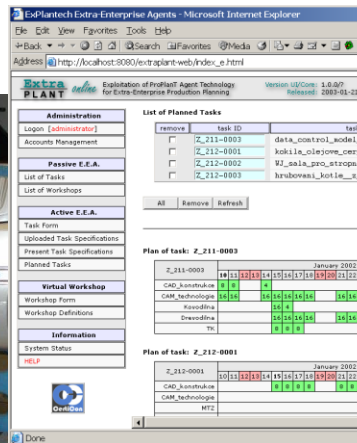 ExPlantech Extra-Enterprise Agents - Microsoft Internet Explorer
File Edit View Favorites Tools Help
Back Search Favorites Media
Address http://localhost:8080/extraplant-web/index_e.html
Extra PLANT online
Exploitation of ProPlanT Agent Technology for Extra-Enterprise Production Planning
Version UI/Core: 1.0.0/?
Released: 2003-01-21
Administration
Logon [administrator]
Accounts Management
Passive E.E.A.
List of Tasks
List of Workshops
Active E.E.A.
Task Form
Uploaded Task Specifications
Present Task Specifications
Planned Tasks
Virtual Workshop
Workshop Form
Workshop Definitions
Information
System Status
HELP
CertiCon
List of Planned Tasks
remove task ID task
Z_211-0003 data_control_model
Z_212-0001 kokila_olejove_cer
Z_212-0002 WJ_sala_pro_stropn
Z_212-0003 hrubovani_kotle_
All Remove Refresh
Plan of task: Z_211-0003
Z_211-0003 January 2002
10 11 12 13 14 15 16 17 18 19 20 21 22
CAD_konstrukce 8 8 4
CAM_technologie 16 16 16 16 16 16 16 16 16
Kovodilna 16 4
Drevodilna 16 16 16 16 16 16
TK 8 8 8
Plan of task: Z_212-0001
Z_212-0001 January 2002
10 11 12 13 14 15 16 17 18 19 20 21 22
CAD_konstrukce 8 8 8 8 8 8
CAM_technologie
MTZ
Done